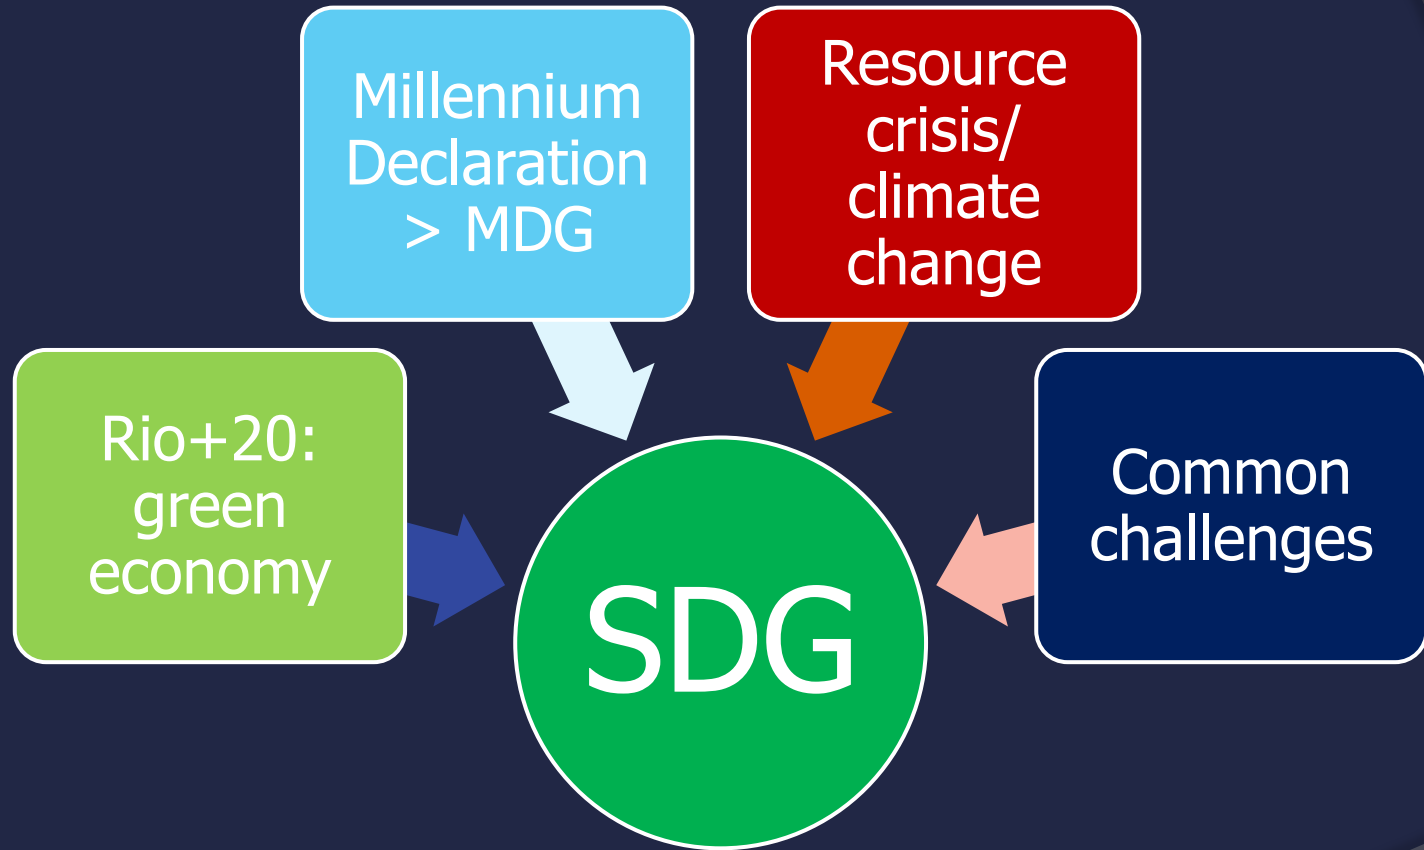 Millennium
Declaration
> MDG
Resource
crisis/
climate
change
Rio+20:
green
economy
Common
challenges
SDG